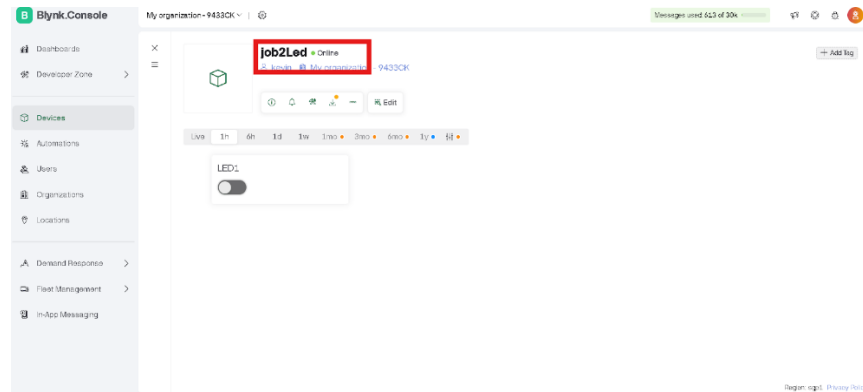 B Blynk.Console
My organization - 9433CK
Messages used 613 of 30k
Dashboards
Developer Zone
Devices
Automations
Users
Organizations
Locations
Demand Response
Fleet Management
In-App Messaging
job2Led Online
kevin My organization - 9433CK
+ Add Tag
Edit
Live 1h 6h 1d 1w 1mo 3mo 6mo 1y
LED1
Region: sgp1 Privacy